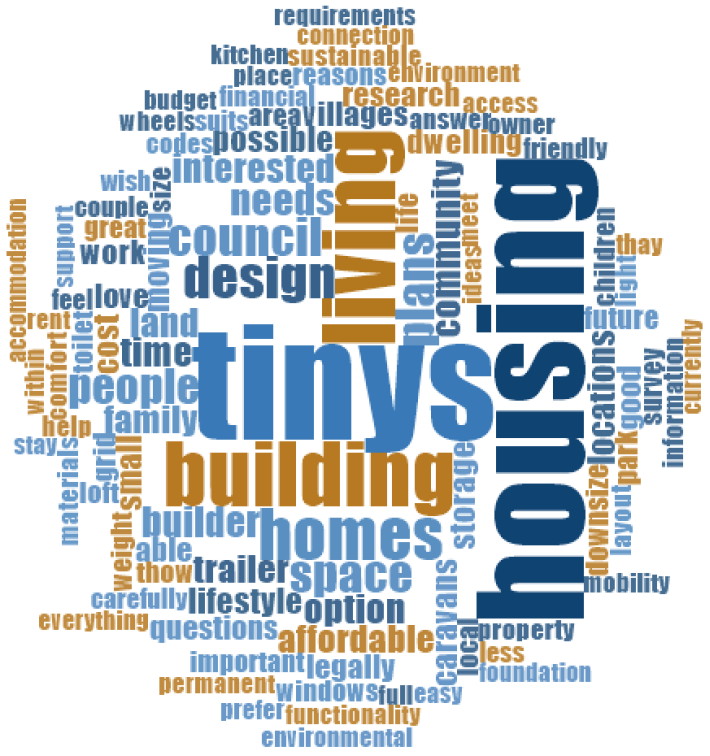 requirements
connection
kitchen
sustainable
place
reasons
environment
budget
financial
research
access
wheels
suits
area
villages
answer
owner
codes
possible
dwelling
friendly
interested
wish
size
needs
living
life
community
couple
great
council
plans
meet
ideas
housing
children
thay
light
accommodation
support
work
moving
design
feel
love
future
rent
toilet
cost
land
time
tinys
locations
survey
information
currently
within
comfort
people
good
park
help
family
stay
materials
grid
loft
small
building
storage
downsize
layout
weight
builder
homes
able
thow
trailer
space
mobility
carefully
lifestyle
option
caravans
everything
questions
affordable
local
property
less
important
legally
foundation
permanent
windows
full
easy
prefer
functionality
environmental